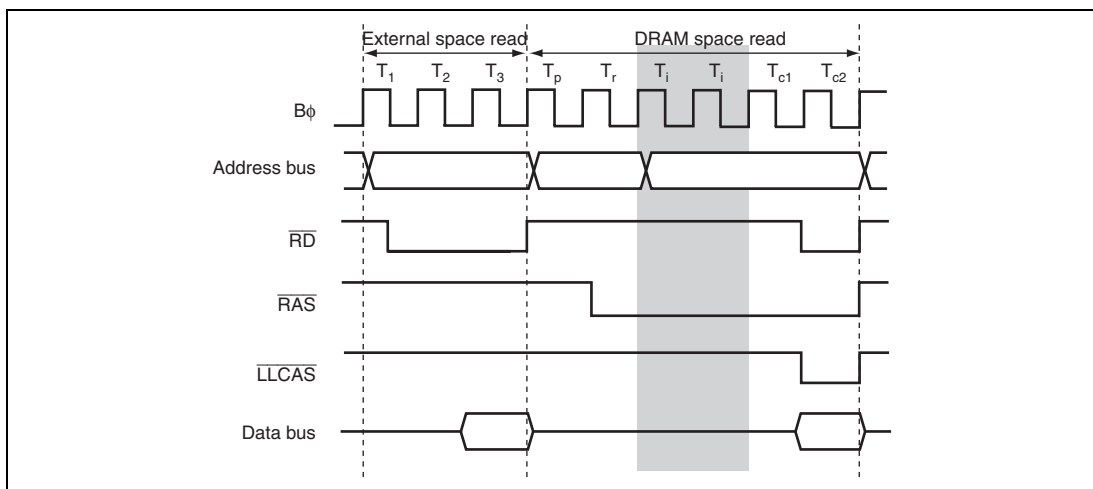 External space read DRAM space read
T1 T2 T3 Tp Tr Ti Ti Tc1 Tc2
Bϕ
Address bus
RD
RAS
LLCAS
Data bus